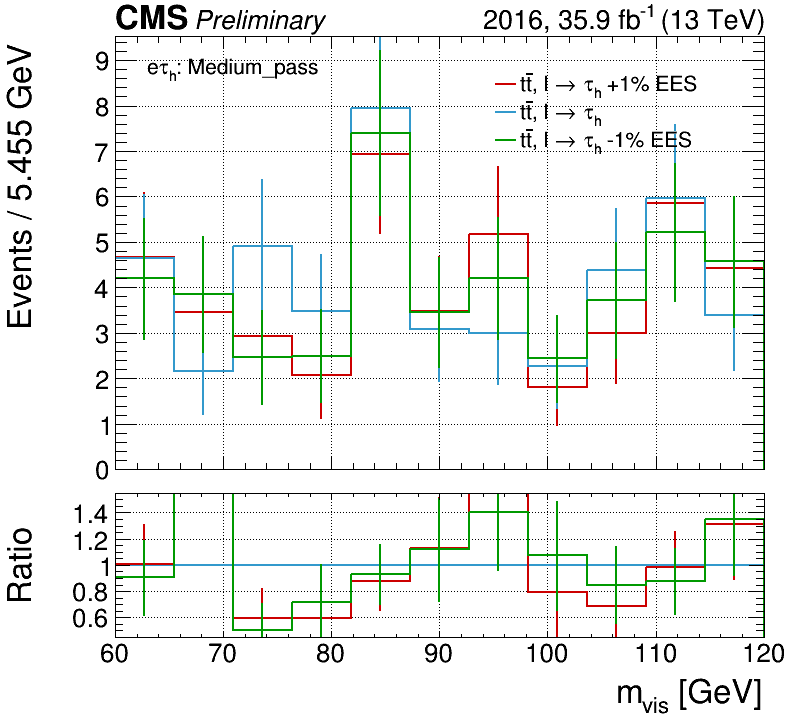 CMS Preliminary 2016, 35.9 fb⁻¹ (13 TeV)
eτₕ: Medium_pass
tt̄, l → τₕ +1% EES
tt̄, l → τₕ
tt̄, l → τₕ -1% EES
Events / 5.455 GeV
9
8
7
6
5
4
3
2
1
0
Ratio
1.4
1.2
1
0.8
0.6
60 70 80 90 100 110 120
m_vis [GeV]